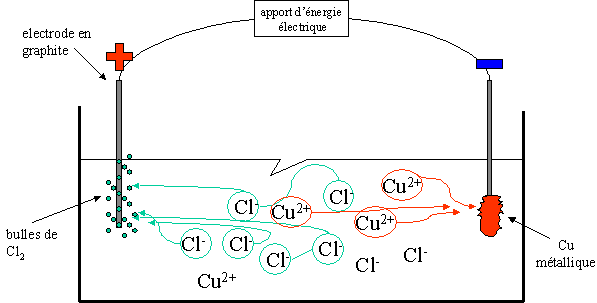 apport d'énergie
électrique
electrode en
graphite
Cu²⁺
Cl⁻
Cl⁻
Cu²⁺
Cu²⁺
bulles de
Cl₂
Cl⁻
Cl⁻
Cl⁻
Cl⁻
Cl⁻
Cl⁻
Cu²⁺
Cu
métallique